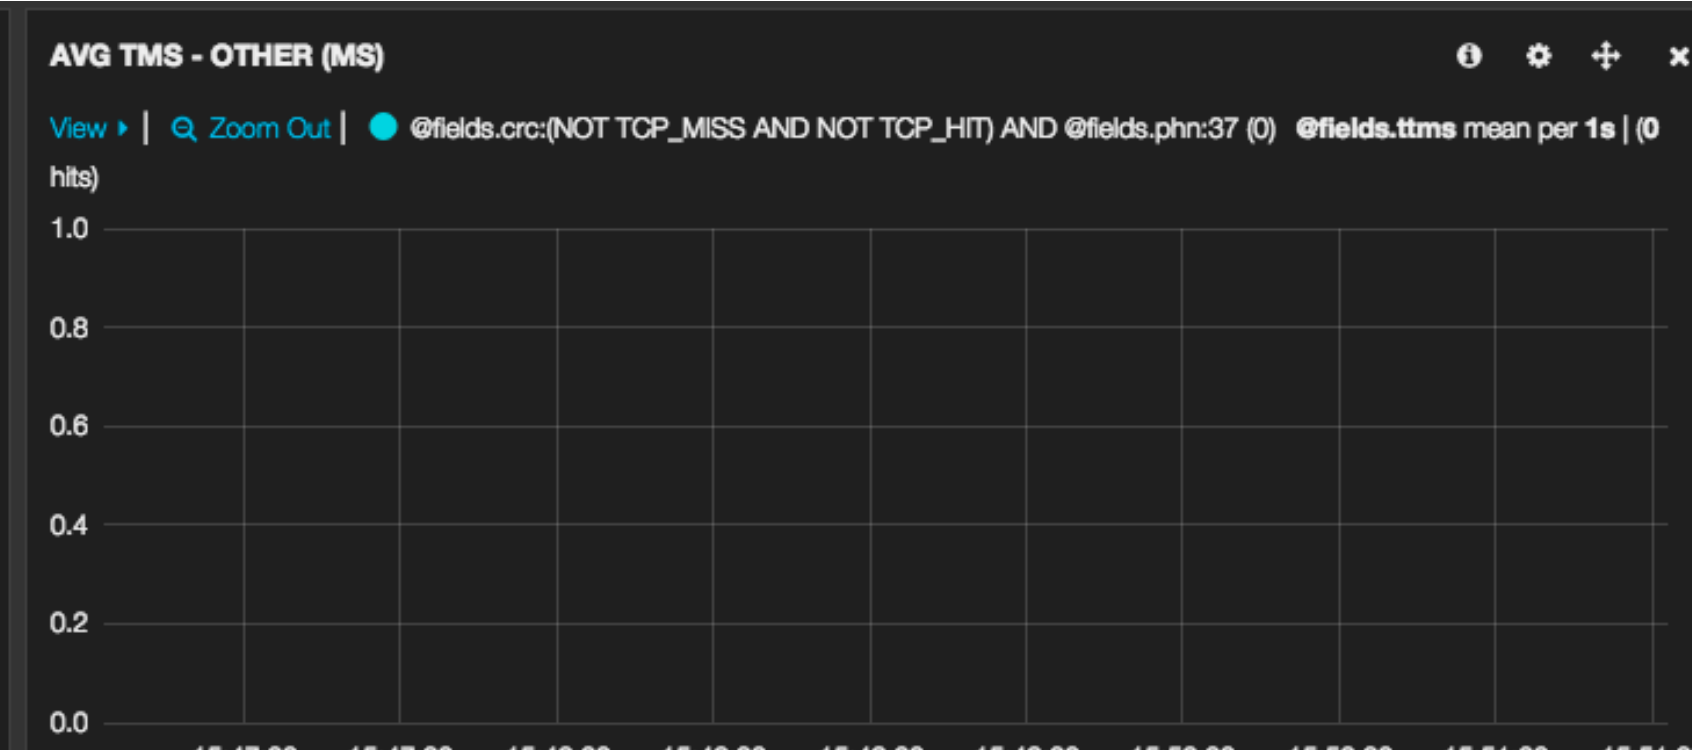 AVG TMS - OTHER (MS)
View | Zoom Out | @fields.crc:(NOT TCP_MISS AND NOT TCP_HIT) AND @fields.phn:37 (0) @fields.ttms mean per 1s | (0
hits)
1.0
0.8
0.6
0.4
0.2
0.0